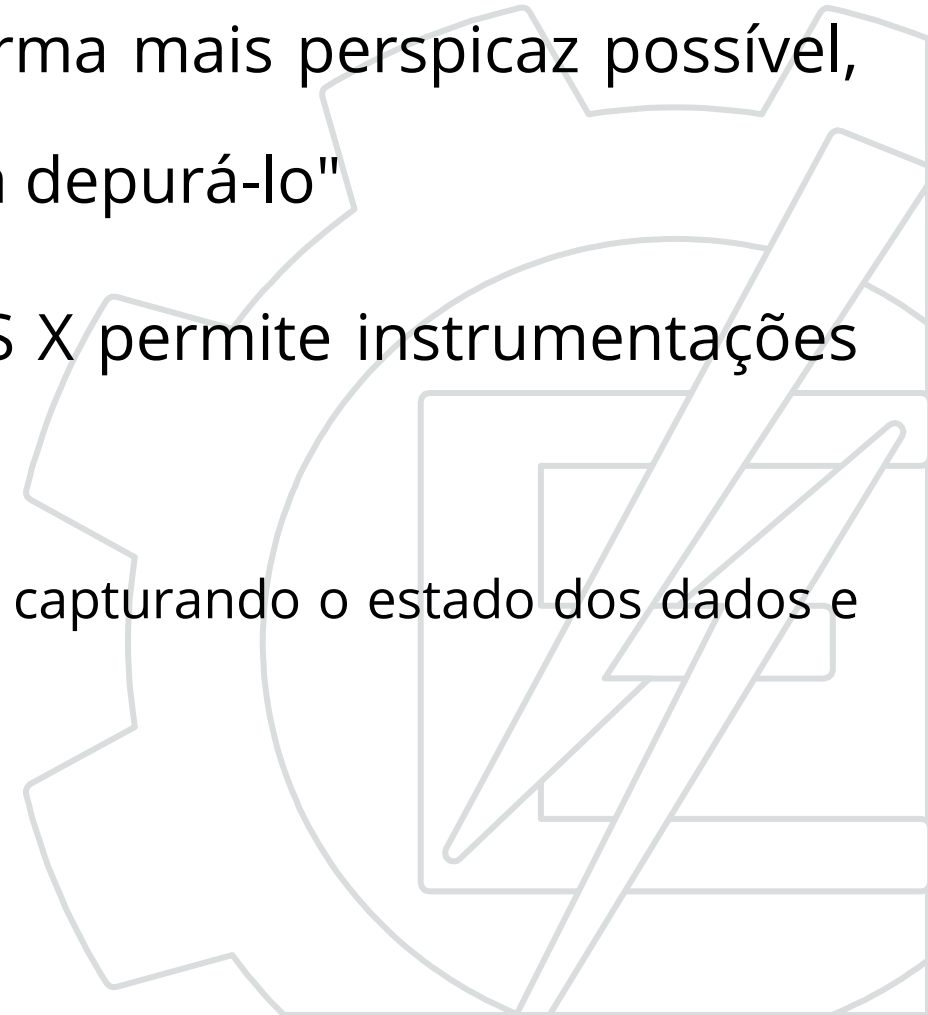 rma mais perspicaz possível,
depurá-lo"
S X permite instrumentações
capturando o estado dos dados e